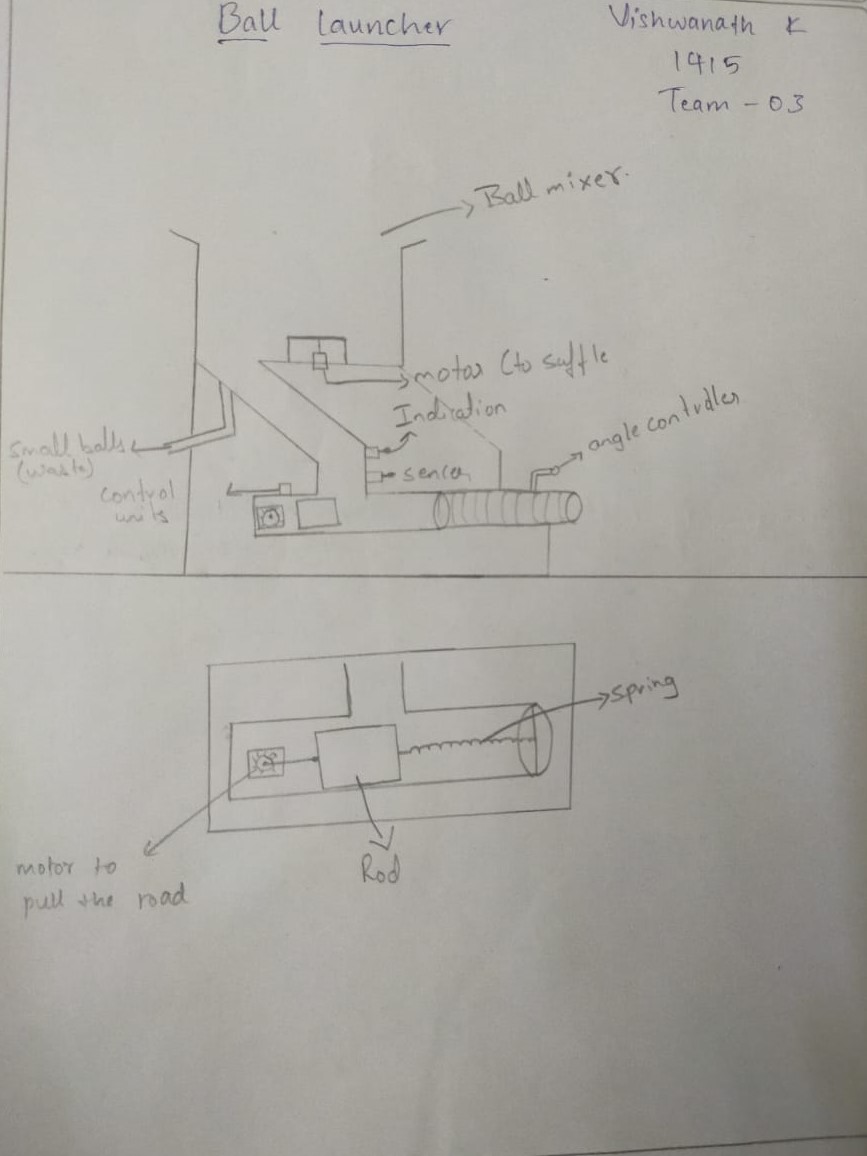 Ball Launcher
Vishwanath K
1415
Team - 03
Ball mixer.
motor (to suffle
Indication
angle controller
small balls
(waste)
sencer
control
units
spring
motor to
pull the road
Rod